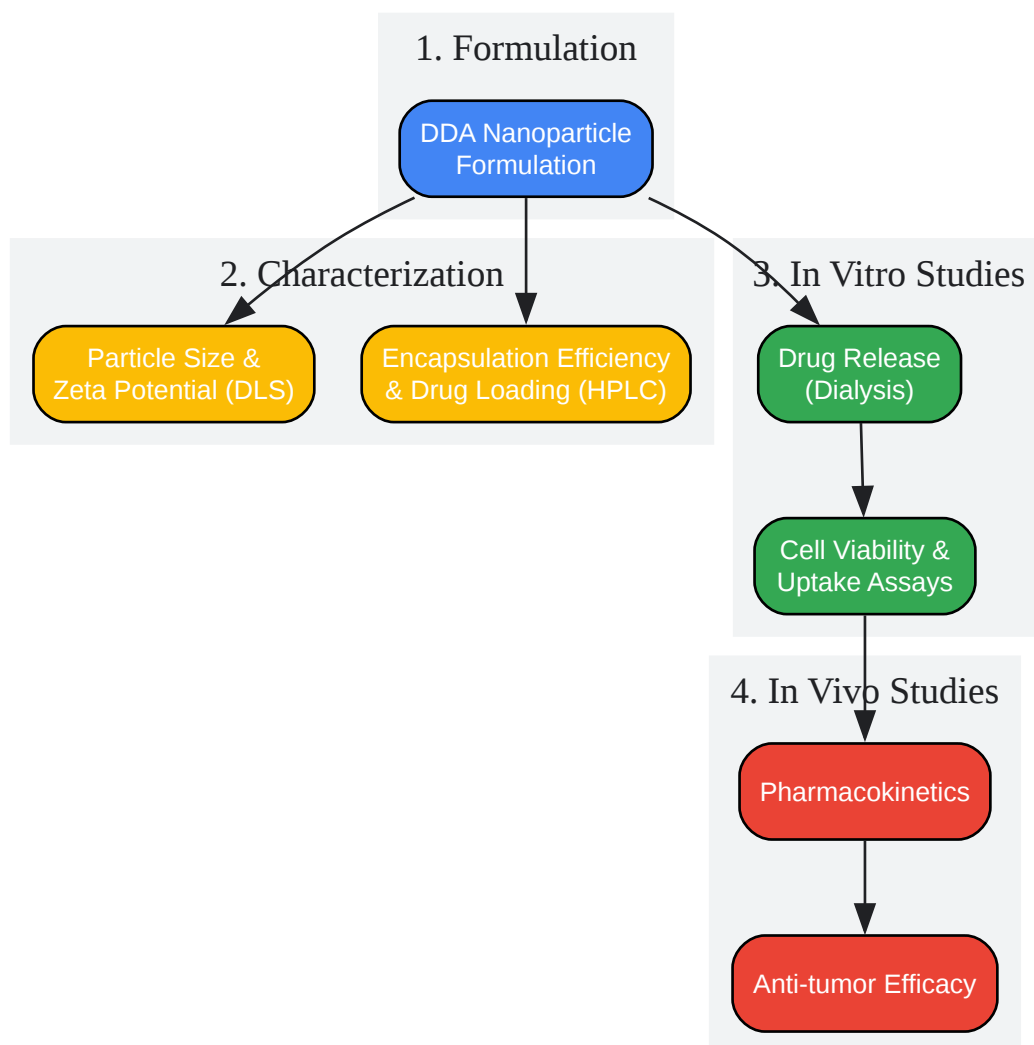 1. Formulation
DDA Nanoparticle
Formulation
2. Characterization
Particle Size &
Zeta Potential (DLS)
Encapsulation Efficiency
& Drug Loading (HPLC)
3. In Vitro Studies
Drug Release
(Dialysis)
Cell Viability &
Uptake Assays
4. In Vivo Studies
Pharmacokinetics
Anti-tumor Efficacy